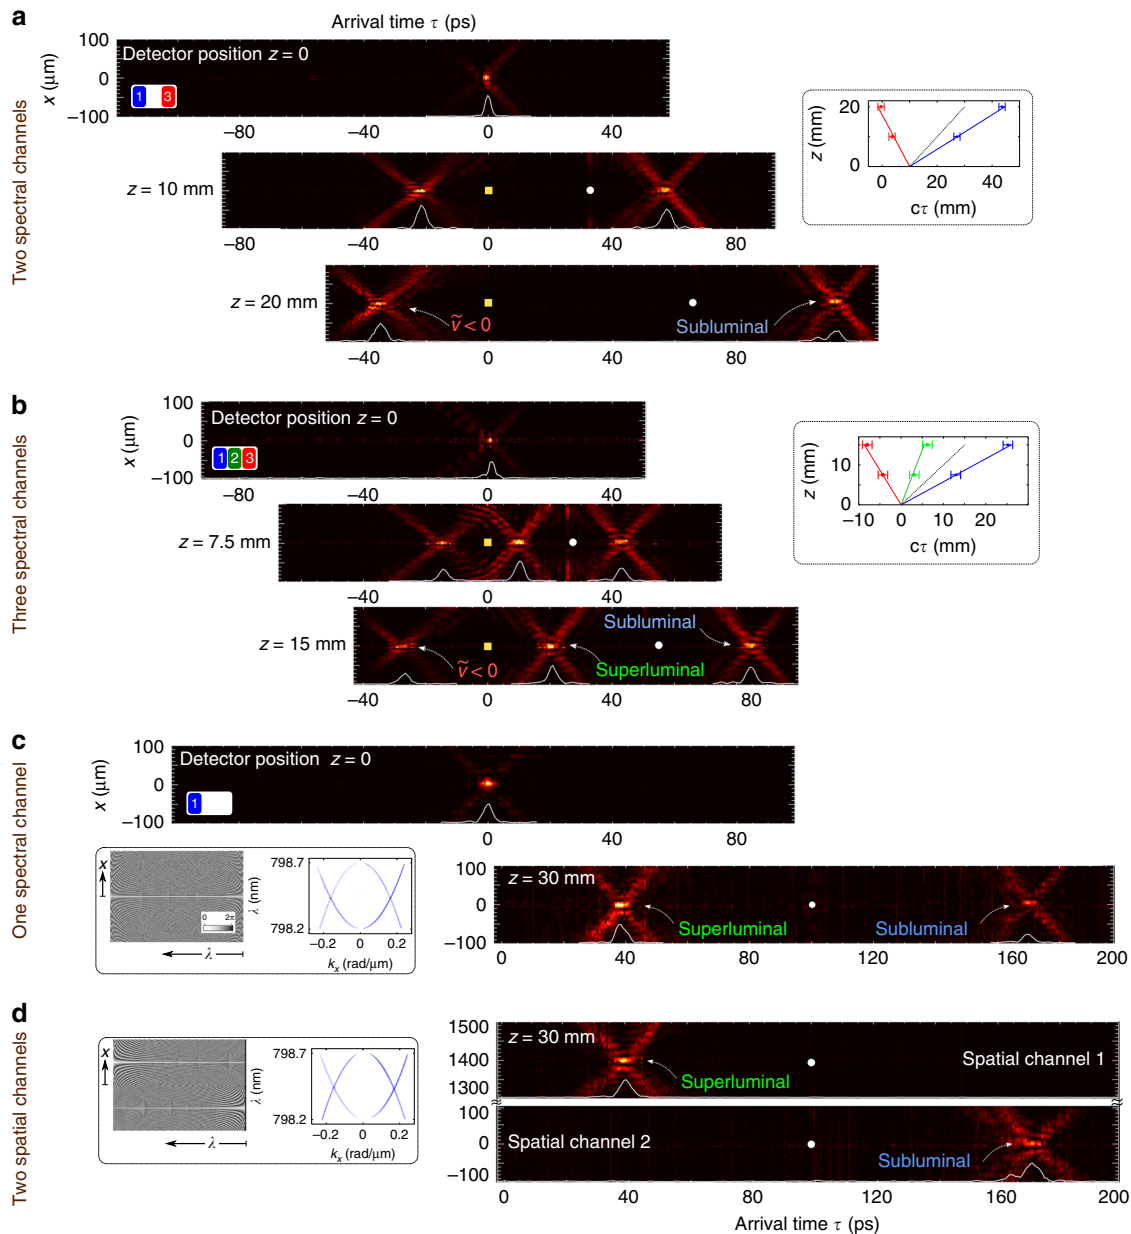 a
Arrival time τ (ps)
Two spectral channels
x (μm)
100
0
−100
Detector position z = 0
1 3
−80 −40 0 40
z = 10 mm
−80 −40 0 40 80
z = 20 mm
ṽ < 0
Subluminal
−40 0 40 80
z (mm)
20
0
0 20 40
cτ (mm)
b
Three spectral channels
x (μm)
100
0
−100
Detector position z = 0
1 2 3
−80 −40 0 40
z = 7.5 mm
−40 0 40
z = 15 mm
ṽ < 0
Subluminal
Superluminal
−40 0 40 80
z (mm)
10
0
−10 0 10 20
cτ (mm)
c
One spectral channel
x (μm)
100
0
−100
Detector position z = 0
1
0 40 80
x
0 2π
λ
798.7
798.2
λ (nm)
−0.2 0 0.2
kₓ (rad/μm)
100
0
−100
z = 30 mm
Superluminal
Subluminal
0 40 80 120 160 200
d
Two spatial channels
x
λ
798.7
798.2
λ (nm)
−0.2 0 0.2
kₓ (rad/μm)
1500
1400
1300
z = 30 mm
Superluminal
Spatial channel 1
100
0
−100
Spatial channel 2
Subluminal
0 40 80 120 160 200
Arrival time τ (ps)